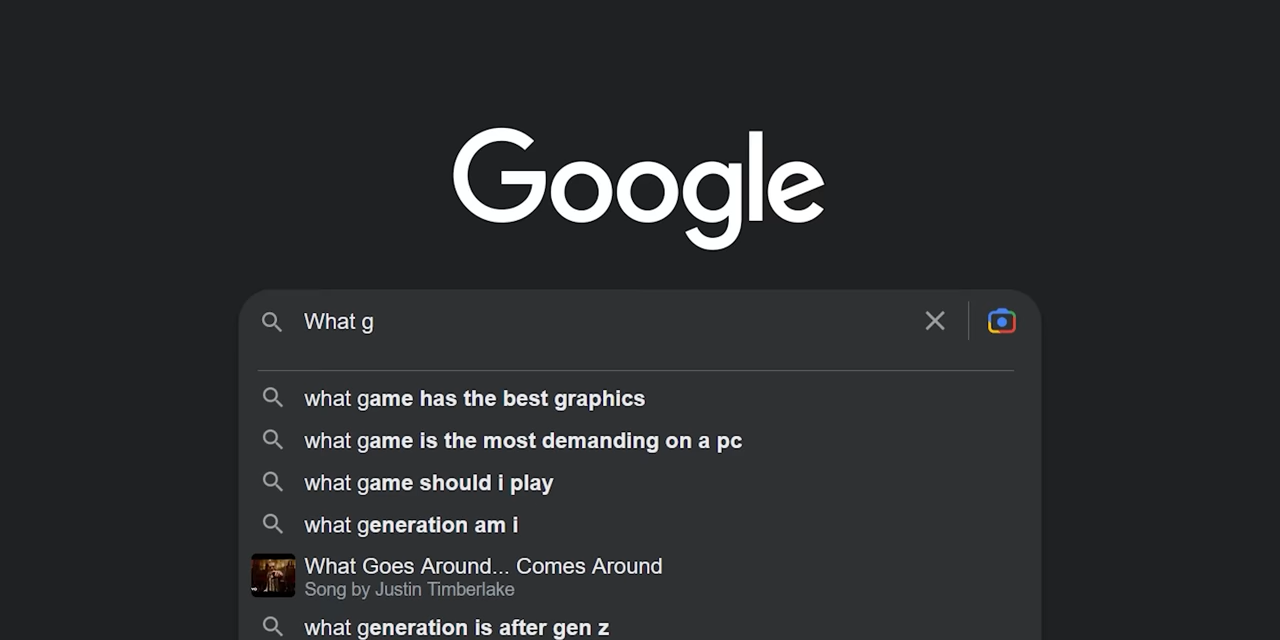 Google
What g
what game has the best graphics
what game is the most demanding on a pc
what game should i play
what generation am i
What Goes Around... Comes Around
Song by Justin Timberlake
what generation is after gen z